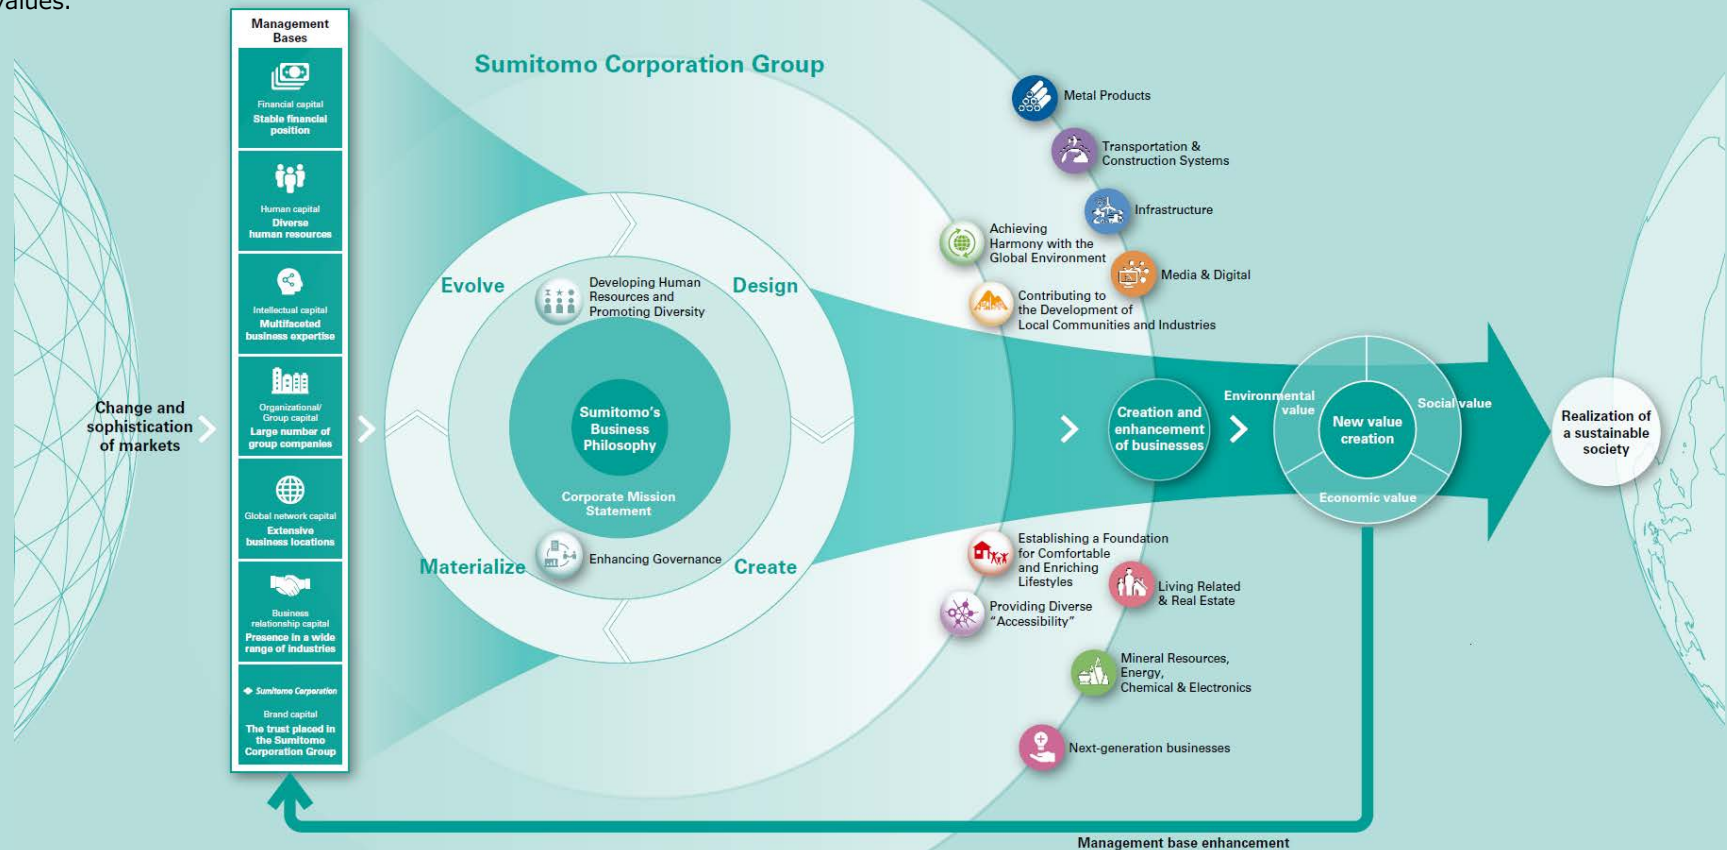 values.
Management
Bases
Financial capital
Stable financial
position
Human capital
Diverse
human resources
Intellectual capital
Multifaceted
business expertise
Organizational/
Group capital
Large number of
group companies
Global network capital
Extensive
business locations
Business
relationship capital
Presence in a wide
range of industries
Sumitomo Corporation
Brand capital
The trust placed in
the Sumitomo
Corporation Group
Change and
sophistication
of markets
Sumitomo Corporation Group
Evolve
Design
Materialize
Create
Developing Human
Resources and
Promoting Diversity
Sumitomo's
Business
Philosophy
Corporate Mission
Statement
Enhancing Governance
Metal Products
Transportation &
Construction Systems
Infrastructure
Media & Digital
Achieving
Harmony with the
Global Environment
Contributing to
the Development of
Local Communities and Industries
Creation and
enhancement
of businesses
Environmental
value
Social value
New value
creation
Economic value
Realization of
a sustainable
society
Establishing a Foundation
for Comfortable
and Enriching
Lifestyles
Living Related
& Real Estate
Providing Diverse
“Accessibility”
Mineral Resources,
Energy,
Chemical & Electronics
Next-generation businesses
Management base enhancement